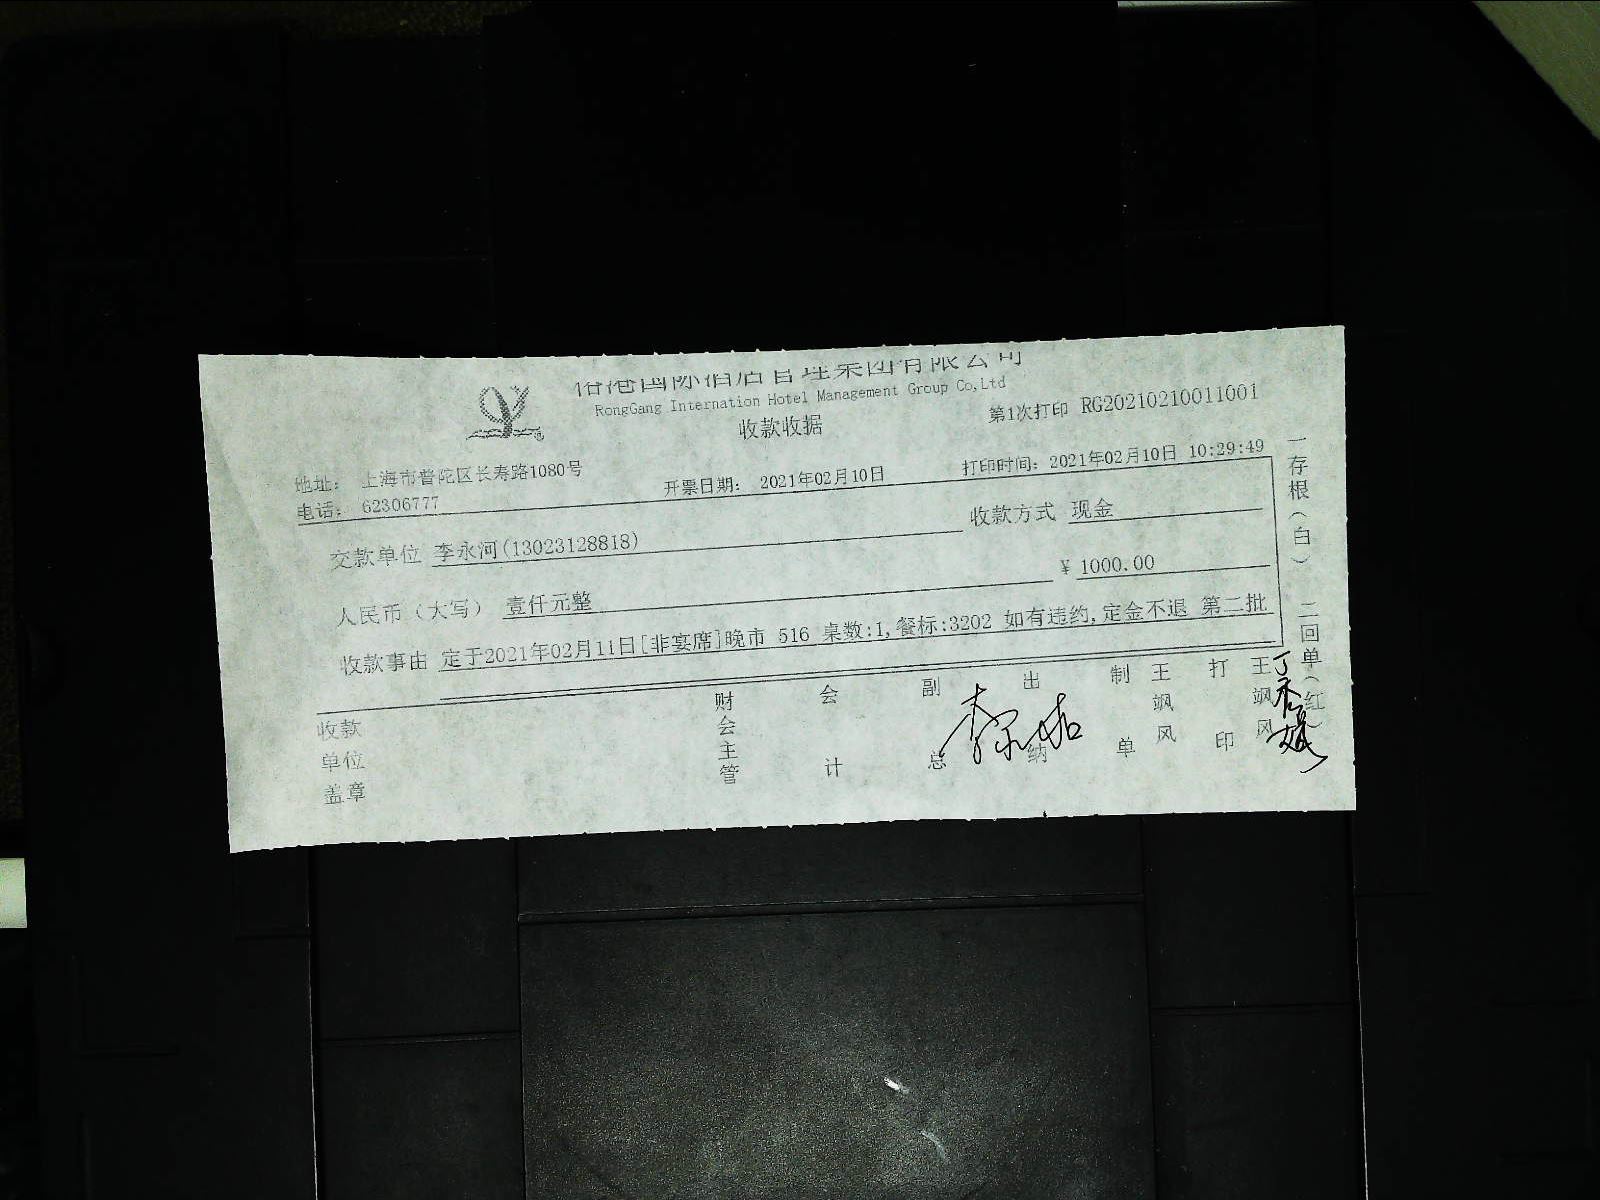 国际酒店管理集团有限公司
RongGang Internation Hotel Management Group Co,Ltd
收款收据
第1次打印 RG20210210011001
地址： 上海市普陀区长寿路1080号
电话： 62306777
开票日期： 2021年02月10日
打印时间：2021年02月10日 10:29:49
交款单位 李永河(13023128818)
收款方式 现金
人民币（大写） 壹仟元整
¥ 1000.00
收款事由 定于2021年02月11日[非宴席]晚市 516 桌数:1,餐标:3202 如有违约,定金不退 第二批
收款单位盖章
财会主管
会计
副总
出纳
制单
王飒风
打印
王飒风
一存根（白） 二回单（红）